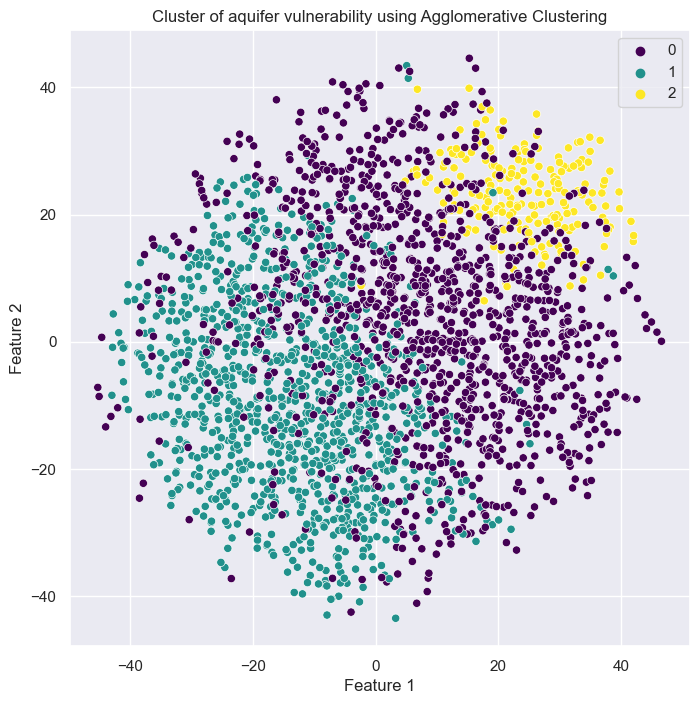 Cluster of aquifer vulnerability using Agglomerative Clustering
0
1
2
40
20
0
−20
−40
Feature 2
−40 −20 0 20 40
Feature 1